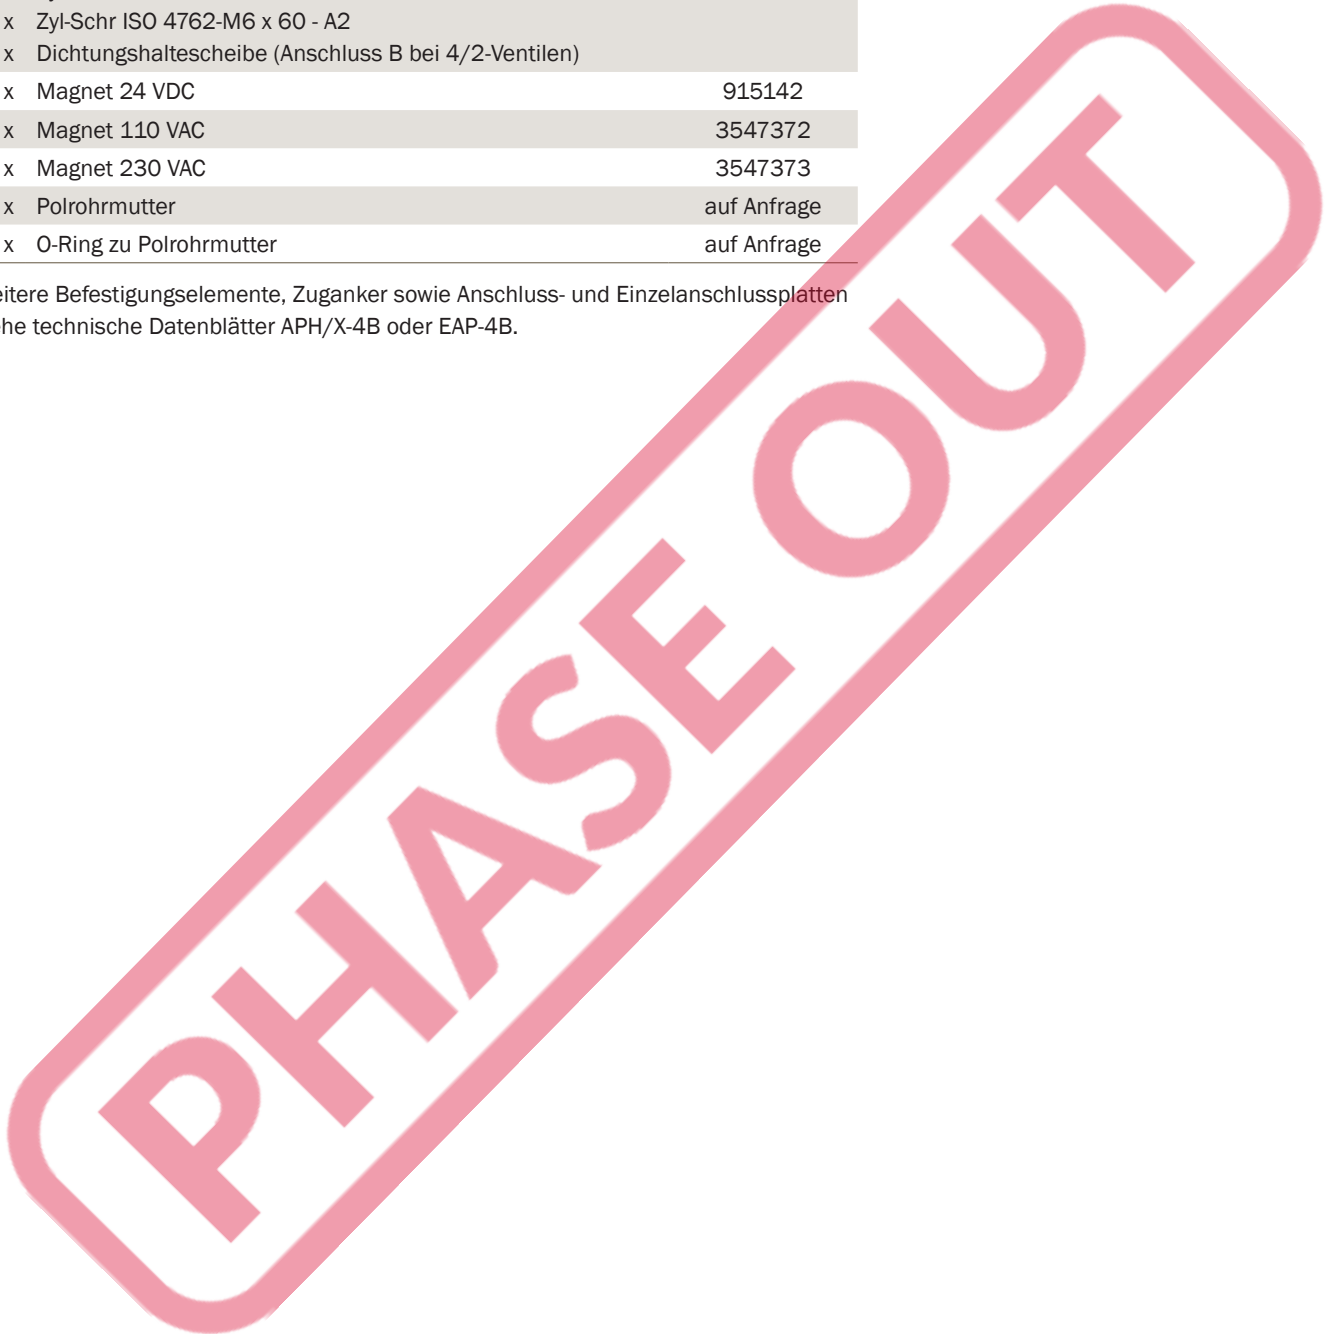 x Zyl-Schr ISO 4762-M6 x 60 - A2
x Dichtungshaltescheibe (Anschluss B bei 4/2-Ventilen)
x Magnet 24 VDC 915142
x Magnet 110 VAC 3547372
x Magnet 230 VAC 3547373
x Polrohrmutter auf Anfrage
x O-Ring zu Polrohrmutter auf Anfrage
eitere Befestigungselemente, Zuganker sowie Anschluss- und Einzelanschlussplatten
ehe technische Datenblätter APH/X-4B oder EAP-4B.
PHASE OUT